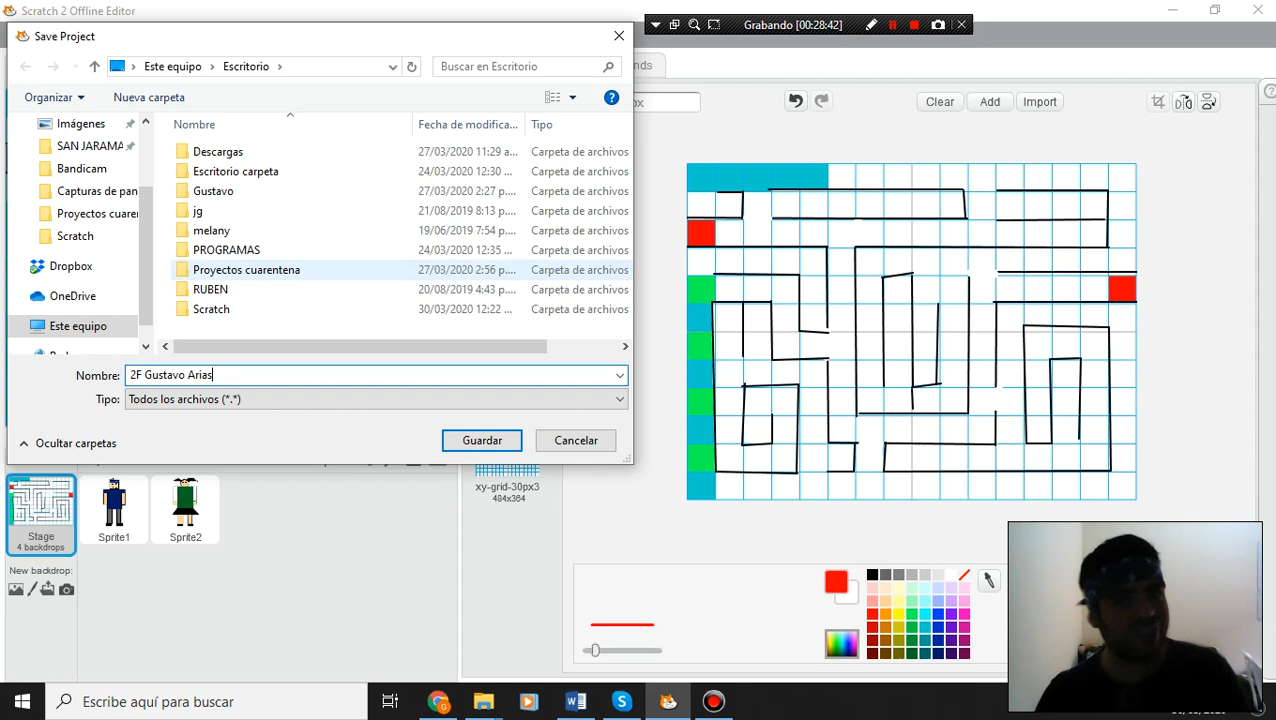 Scratch 2 Offline Editor
Grabando [00:28:42]
Save Project
Este equipo
Escritorio
Buscar en Escritorio
Organizar
Nueva carpeta
Clear
Add
Import
Imágenes
SAN JARAMA
Bandicam
Capturas de pan
Proyectos cuaren
Scratch
Dropbox
OneDrive
Este equipo
Nombre
Fecha de modifica...
Tipo
Descargas 27/03/2020 11:29 a... Carpeta de archivos
Escritorio carpeta 24/03/2020 12:30 ... Carpeta de archivos
Gustavo 27/03/2020 2:27 p.... Carpeta de archivos
jg 21/08/2019 8:13 p.... Carpeta de archivos
melany 19/06/2019 7:54 p.... Carpeta de archivos
PROGRAMAS 24/03/2020 12:35 ... Carpeta de archivos
Proyectos cuarentena 27/03/2020 2:56 p.... Carpeta de archivos
RUBEN 20/08/2019 4:43 p.... Carpeta de archivos
Scratch 30/03/2020 12:22 ... Carpeta de archivos
Nombre: 2F Gustavo Arias
Tipo: Todos los archivos (*.*)
Ocultar carpetas
Guardar
Cancelar
xy-grid-30px3
484x364
Stage
4 backdrops
Sprite1
Sprite2
New backdrop:
Escribe aquí para buscar